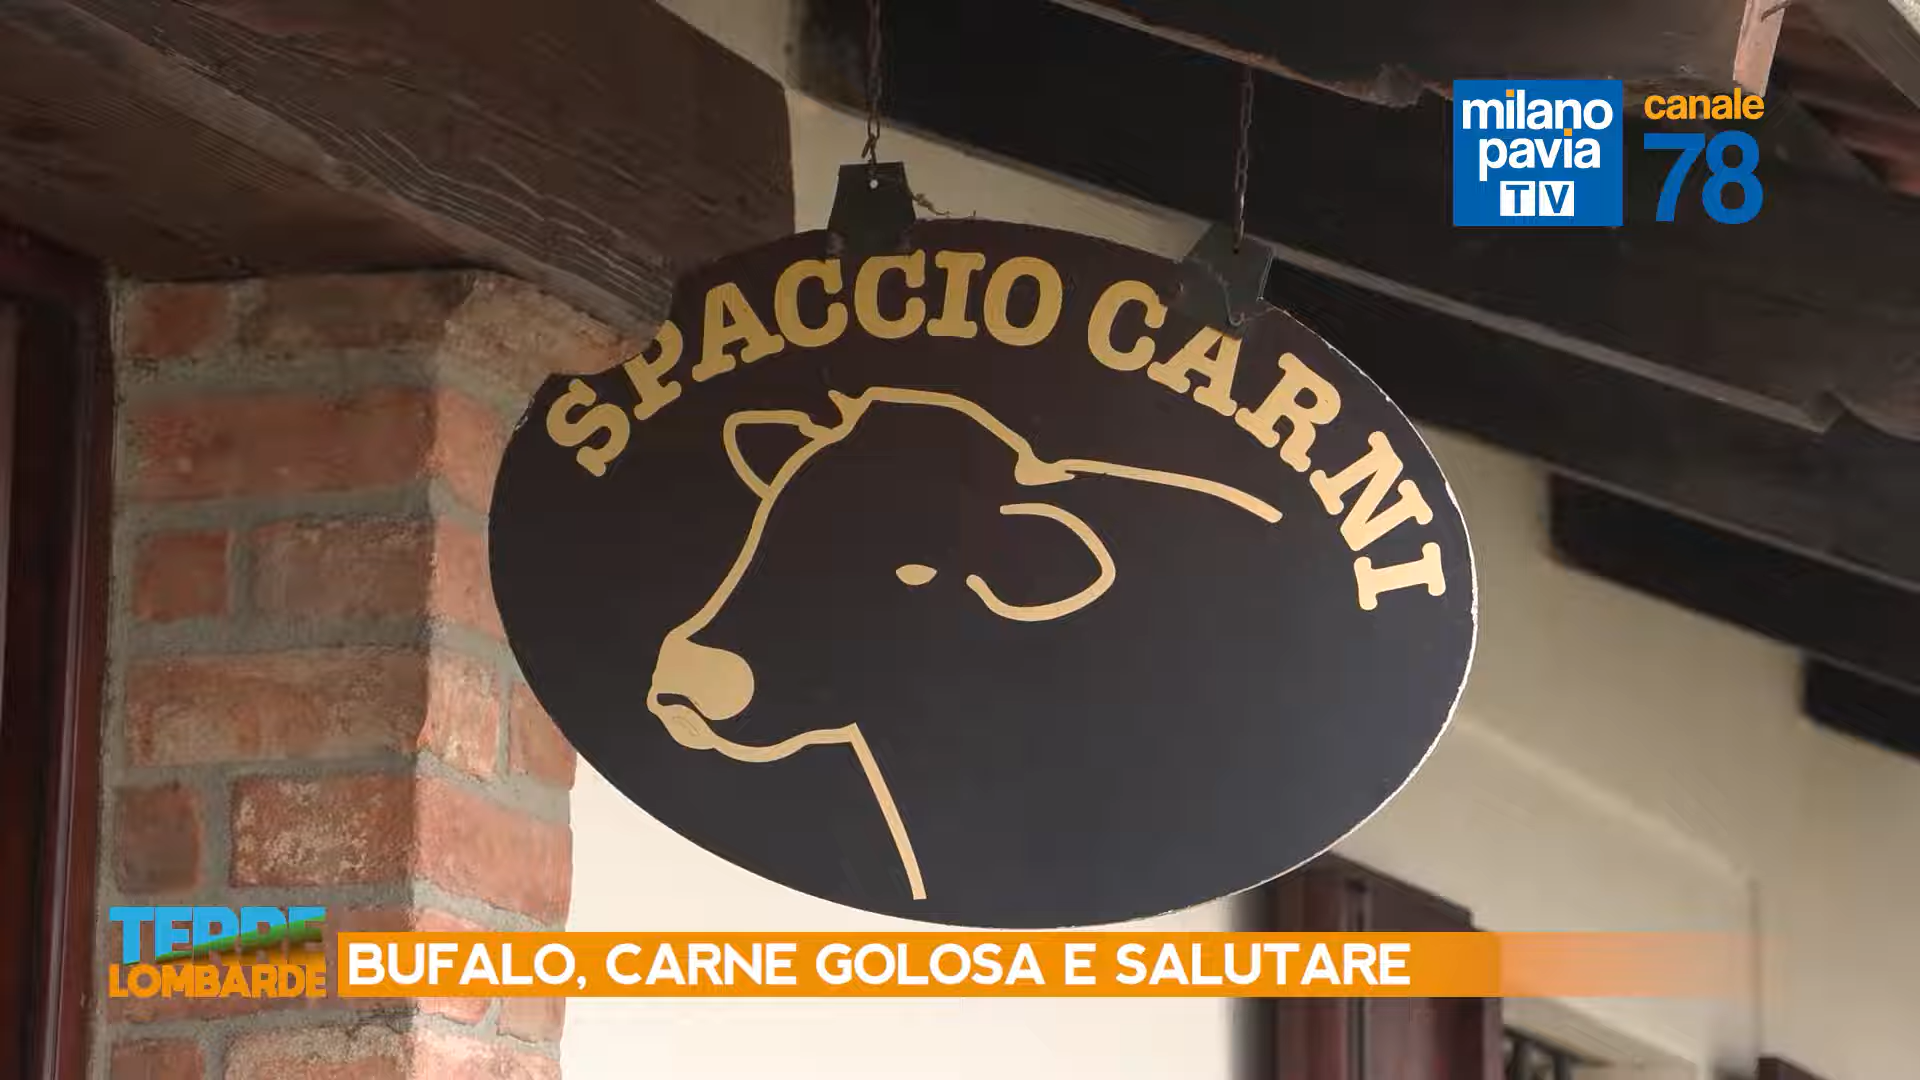 milano
pavia
TV
canale
78
SPACCIO CARNI
TERRE
LOMBARDE
BUFALO, CARNE GOLOSA E SALUTARE